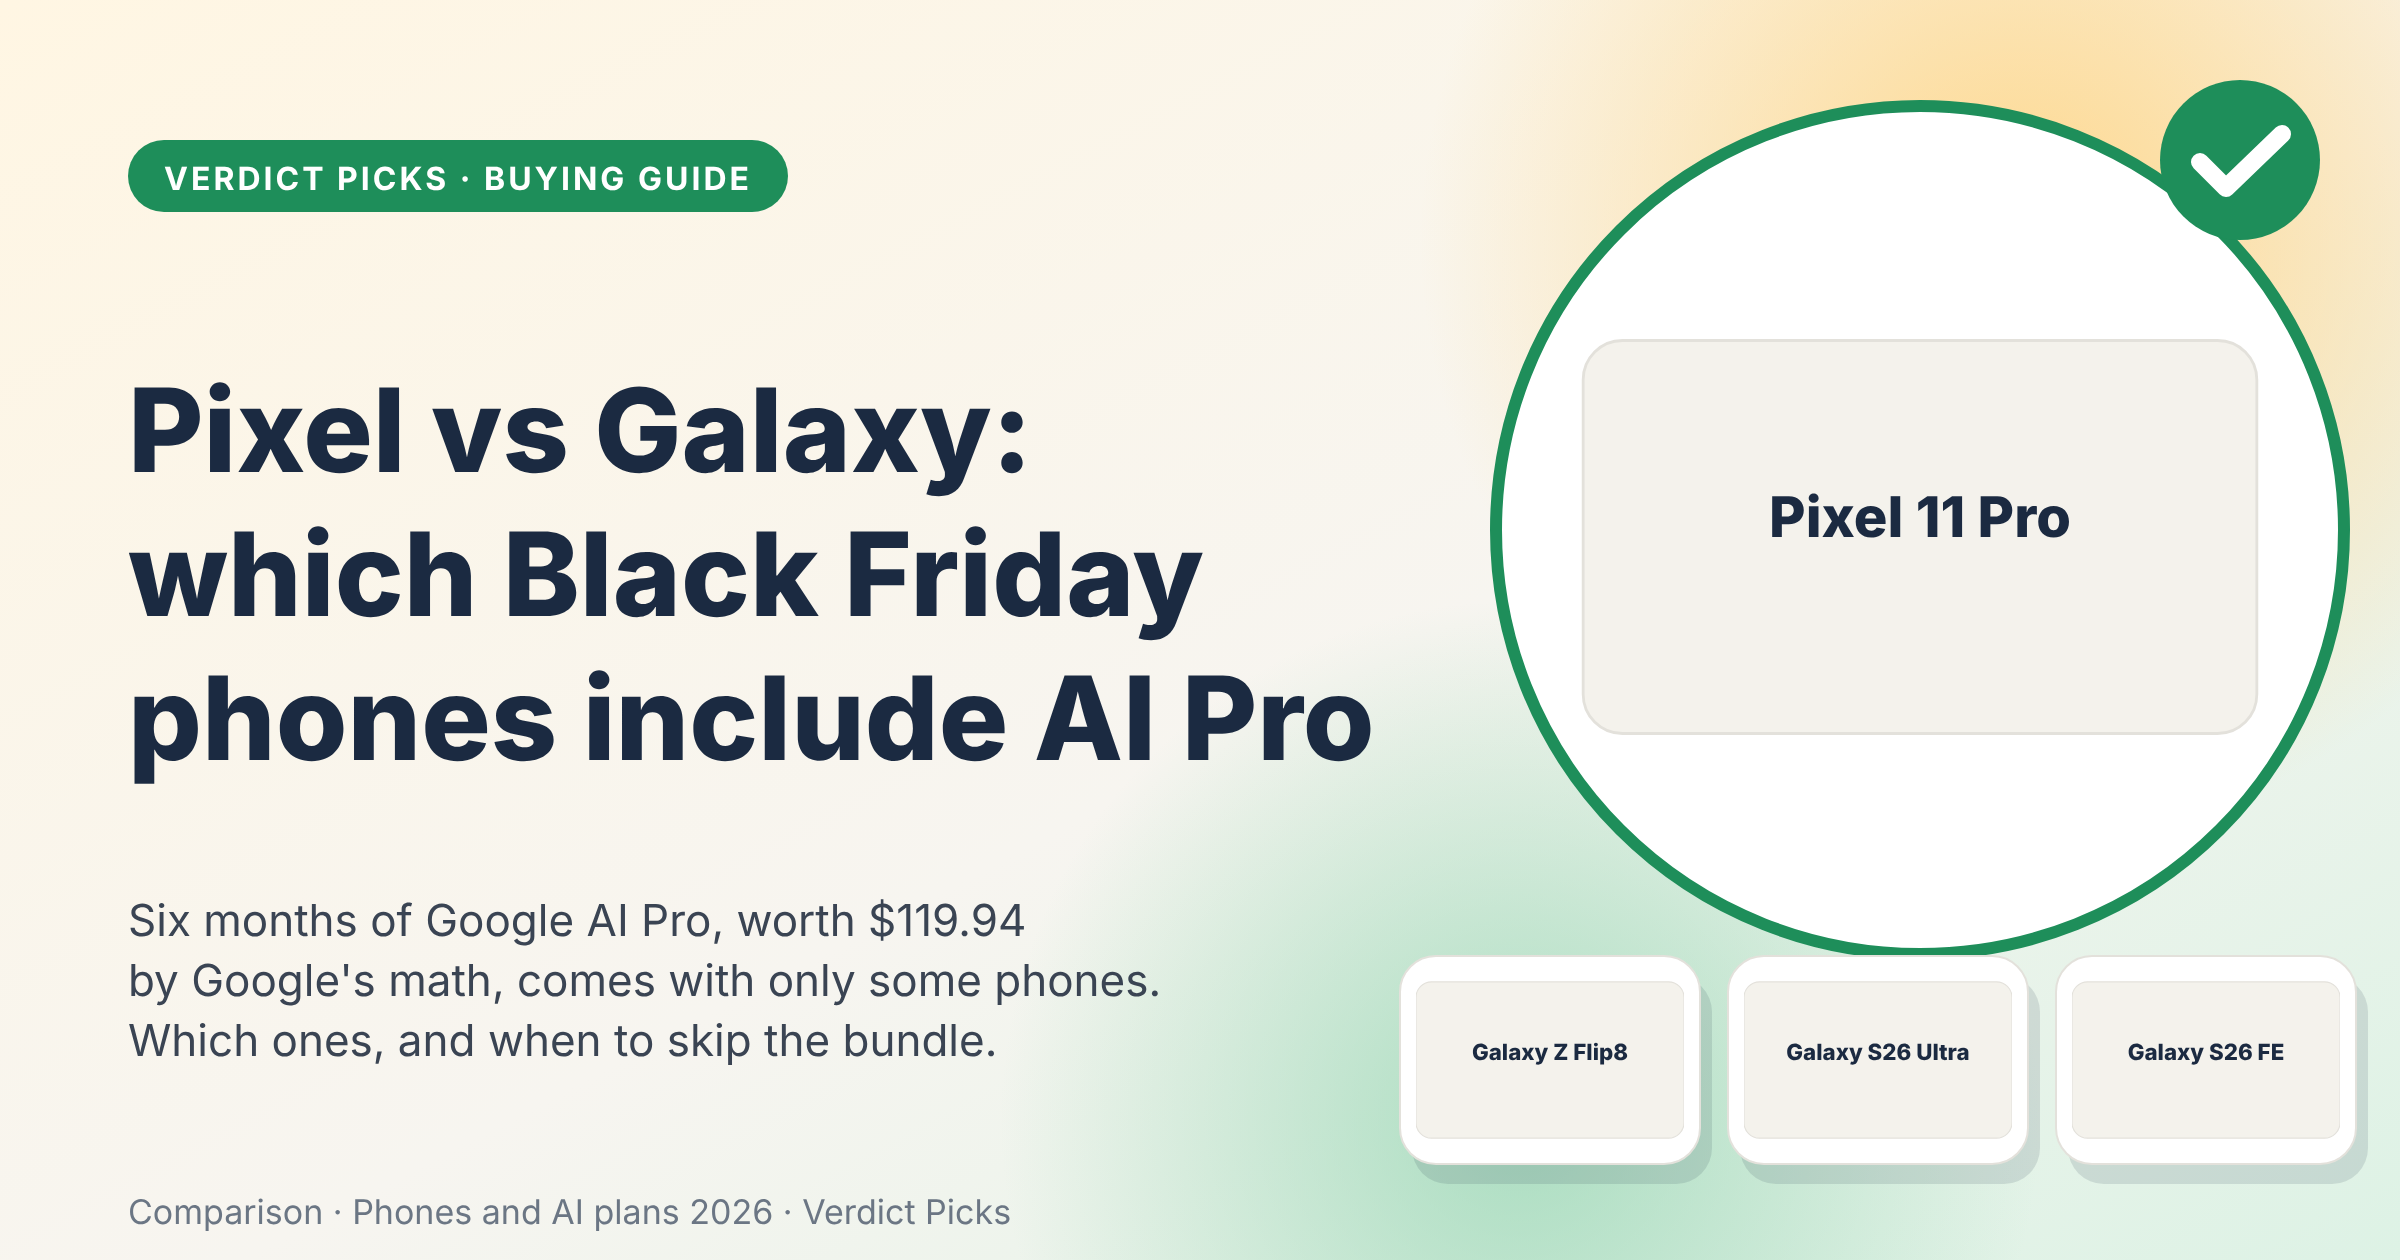 VERDICT PICKS · BUYING GUIDE
Pixel vs Galaxy:
which Black Friday
phones include AI Pro
Six months of Google AI Pro, worth $119.94
by Google's math, comes with only some phones.
Which ones, and when to skip the bundle.
Comparison · Phones and AI plans 2026 · Verdict Picks
Pixel 11 Pro
Galaxy Z Flip8
Galaxy S26 Ultra
Galaxy S26 FE